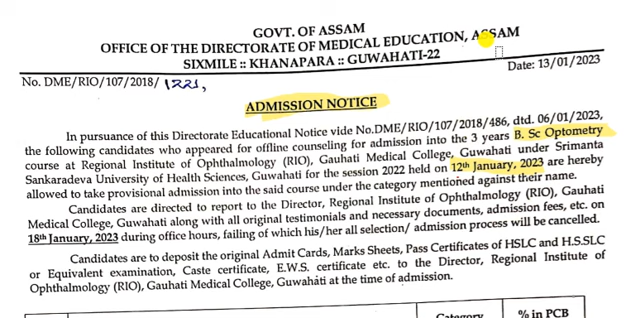 GOVT. OF ASSAM
OFFICE OF THE DIRECTORATE OF MEDICAL EDUCATION, ASSAM
SIXMILE :: KHANAPARA :: GUWAHATI-22
No. DME/RIO/107/2018/ 1221,
Date: 13/01/2023
ADMISSION NOTICE
In pursuance of this Directorate Educational Notice vide No.DME/RIO/107/2018/486, dtd. 06/01/2023,
the following candidates who appeared for offline counseling for admission into the 3 years B. Sc Optometry
course at Regional Institute of Ophthalmology (RIO), Gauhati Medical College, Guwahati under Srimanta
Sankaradeva University of Health Sciences, Guwahati for the session 2022 held on 12th January, 2023 are hereby
allowed to take provisional admission into the said course under the category mentioned against their name.
Candidates are directed to report to the Director, Regional Institute of Ophthalmology (RIO), Gauhati
Medical College, Guwahati along with all original testimonials and necessary documents, admission fees, etc. on
18th January, 2023 during office hours, failing of which his/her all selection/ admission process will be cancelled.
Candidates are to deposit the original Admit Cards, Marks Sheets, Pass Certificates of HSLC and H.S.SLC
or Equivalent examination, Caste certificate, E.W.S. certificate etc. to the Director, Regional Institute of
Ophthalmology (RIO), Gauhati Medical College, Guwahati at the time of admission.
Category
% in PCB